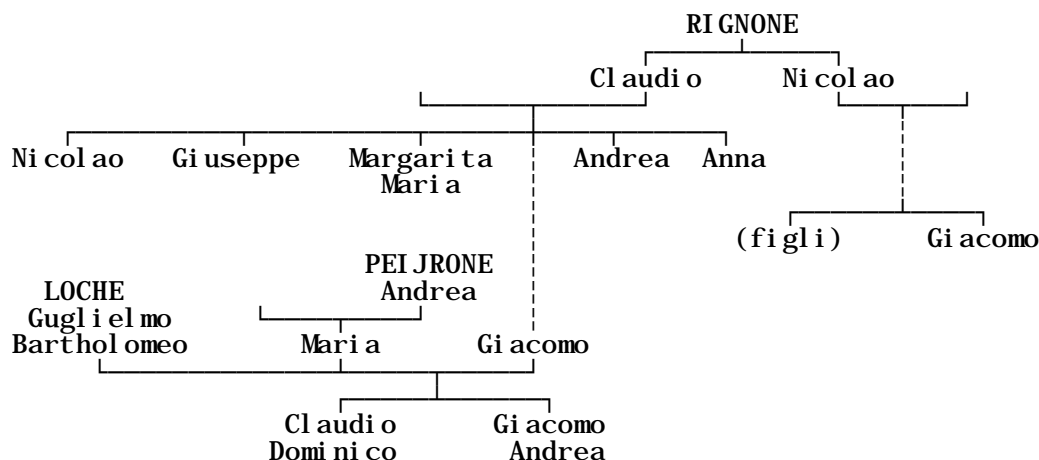 RIGNONE
Claudio Nicolao
Nicolao Giuseppe Margarita Andrea Anna
Maria
(figli) Giacomo
PEIJRONE
LOCHE Andrea
Guglielmo
Bartholomeo Maria Giacomo
Claudio Giacomo
Dominico Andrea